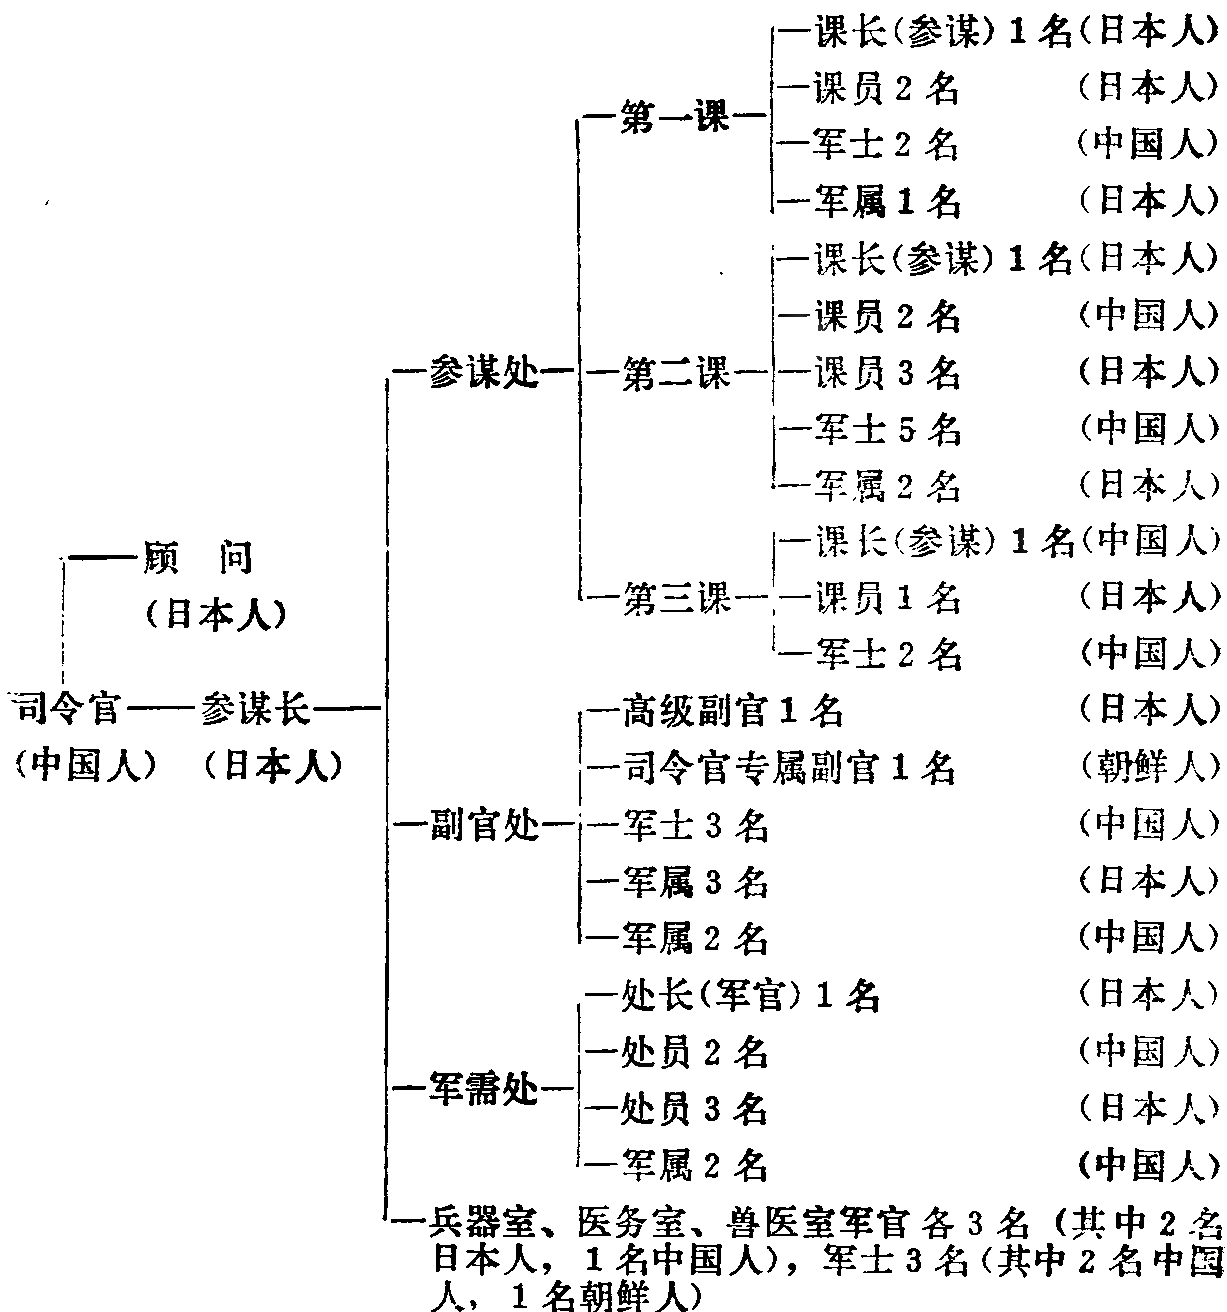 课长(参谋)1名(日本人)
课员2名 (日本人)
第一课
军士2名 (中国人)
军属1名 (日本人)
课长(参谋)1名(日本人)
课员2名 (中国人)
参谋处 第二课 课员3名 (日本人)
军士5名 (中国人)
军属2名 (日本人)
课长(参谋)1名(中国人)
顾 问
第三课 课员1名 (日本人)
(日本人)
军士2名 (中国人)
司令官 参谋长 高级副官1名 (日本人)
(中国人) (日本人) 司令官专属副官1名 (朝鲜人)
副官处 军士3名 (中国人)
军属3名 (日本人)
军属2名 (中国人)
处长(军官)1名 (日本人)
处员2名 (中国人)
军需处 处员3名 (日本人)
军属2名 (中国人)
兵器室、医务室、兽医室军官各3名(其中2名
日本人，1名中国人)，军士3名(其中2名中国
人，1名朝鲜人)